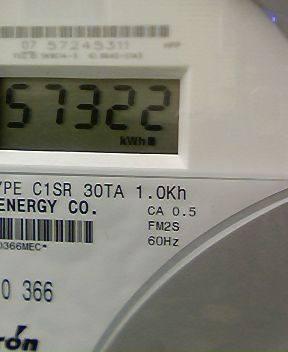 07 57245311
57322
kWh
YPE C1SR 30TA 1.0Kh
ENERGY CO.
CA 0.5
FM2S
60Hz
0366MEC*
0 366
rón